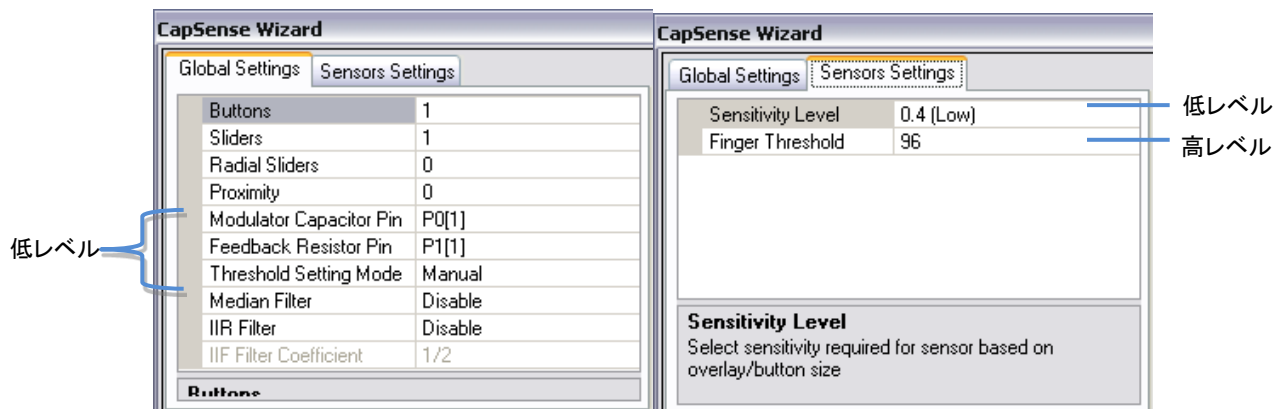 CapSense Wizard
Global Settings Sensors Settings
Buttons 1
Sliders 1
Radial Sliders 0
Proximity 0
Modulator Capacitor Pin P0[1]
Feedback Resistor Pin P1[1]
Threshold Setting Mode Manual
Median Filter Disable
IIR Filter Disable
IIF Filter Coefficient 1/2
Buttons
低レベル
CapSense Wizard
Global Settings Sensors Settings
Sensitivity Level 0.4 (Low)
Finger Threshold 96
Sensitivity Level
Select sensitivity required for sensor based on
overlay/button size
低レベル
高レベル